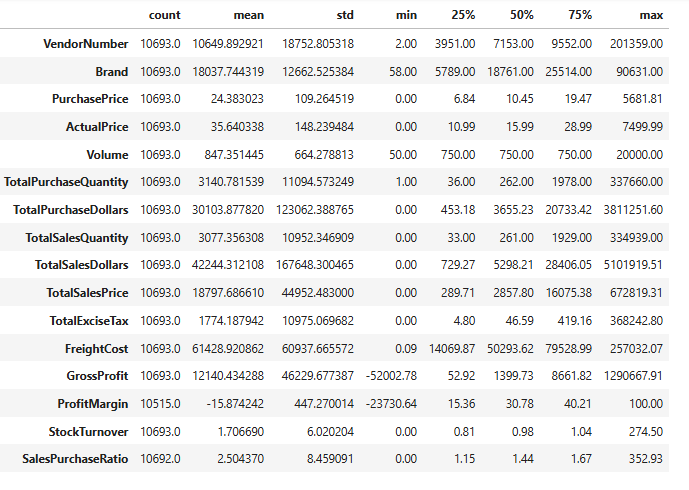 count mean std min 25% 50% 75% max
VendorNumber 10693.0 10649.892921 18752.805318 2.00 3951.00 7153.00 9552.00 201359.00
Brand 10693.0 18037.744319 12662.525384 58.00 5789.00 18761.00 25514.00 90631.00
PurchasePrice 10693.0 24.383023 109.264519 0.00 6.84 10.45 19.47 5681.81
ActualPrice 10693.0 35.640338 148.239484 0.00 10.99 15.99 28.99 7499.99
Volume 10693.0 847.351445 664.278813 50.00 750.00 750.00 750.00 20000.00
TotalPurchaseQuantity 10693.0 3140.781539 11094.573249 1.00 36.00 262.00 1978.00 337660.00
TotalPurchaseDollars 10693.0 30103.877820 123062.388765 0.00 453.18 3655.23 20733.42 3811251.60
TotalSalesQuantity 10693.0 3077.356308 10952.346909 0.00 33.00 261.00 1929.00 334939.00
TotalSalesDollars 10693.0 42244.312108 167648.300465 0.00 729.27 5298.21 28406.05 5101919.51
TotalSalesPrice 10693.0 18797.686610 44952.483000 0.00 289.71 2857.80 16075.38 672819.31
TotalExciseTax 10693.0 1774.187942 10975.069682 0.00 4.80 46.59 419.16 368242.80
FreightCost 10693.0 61428.920862 60937.665572 0.09 14069.87 50293.62 79528.99 257032.07
GrossProfit 10693.0 12140.434288 46229.677387 -52002.78 52.92 1399.73 8661.82 1290667.91
ProfitMargin 10515.0 -15.874242 447.270014 -23730.64 15.36 30.78 40.21 100.00
StockTurnover 10693.0 1.706690 6.020204 0.00 0.81 0.98 1.04 274.50
SalesPurchaseRatio 10692.0 2.504370 8.459091 0.00 1.15 1.44 1.67 352.93